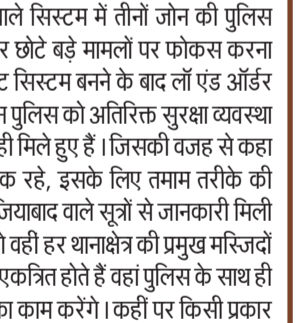 ाले सिस्टम में तीनों जोन की पुलिस
र छोटे बड़े मामलों पर फोकस करना
ट सिस्टम बनने के बाद लॉ एंड ऑर्डर
न पुलिस को अतिरिक्त सुरक्षा व्यवस्था
ही मिले हुए हैं । जिसकी वजह से कहा
क रहे, इसके लिए तमाम तरीके की
जियाबाद वाले सूत्रों से जानकारी मिली
वहीं हर थानाक्षेत्र की प्रमुख मस्जिदों
एकत्रित होते हैं वहां पुलिस के साथ ही
का काम करेंगे । कहीं पर किसी प्रकार